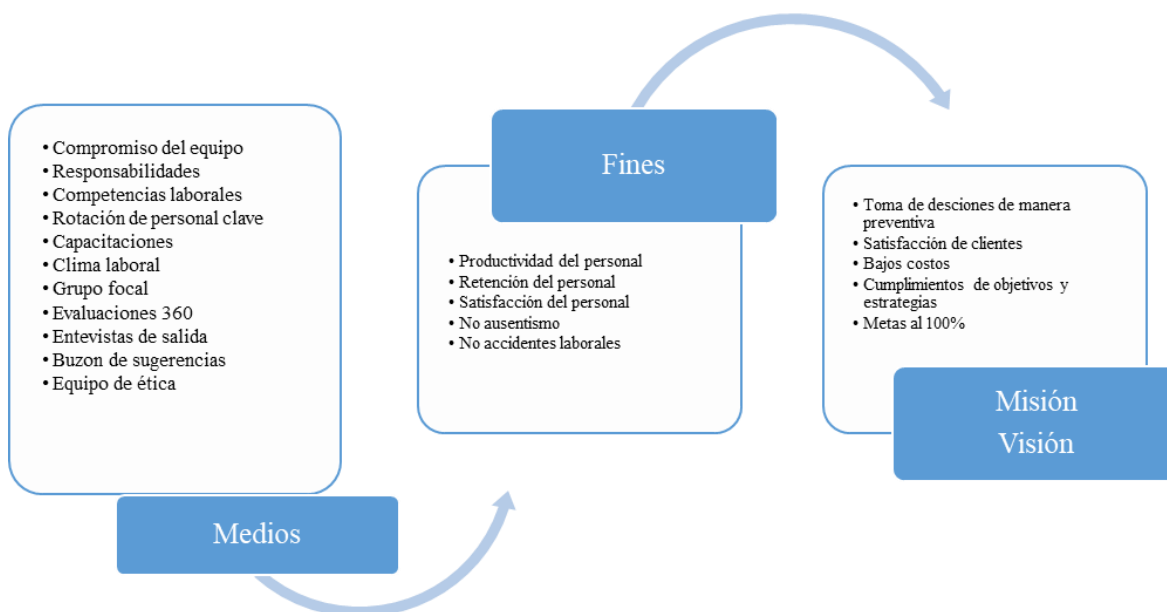 • Compromiso del equipo
• Responsabilidades
• Competencias laborales
• Rotación de personal clave
• Capacitaciones
• Clima laboral
• Grupo focal
• Evaluaciones 360
• Entevistas de salida
• Buzon de sugerencias
• Equipo de ética
Medios
Fines
• Productividad del personal
• Retención del personal
• Satisfacción del personal
• No ausentismo
• No accidentes laborales
• Toma de desciones de manera
preventiva
• Satisfacción de clientes
• Bajos costos
• Cumplimientos de objetivos y
estrategias
• Metas al 100%
Misión
Visión